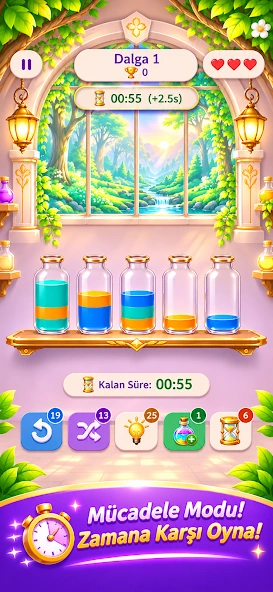 Dalga 1
0
00:55 (+2.5s)
Kalan Süre: 00:55
19
13
25
1
6
Mücadele Modu!
Zamana Karşı Oyna!